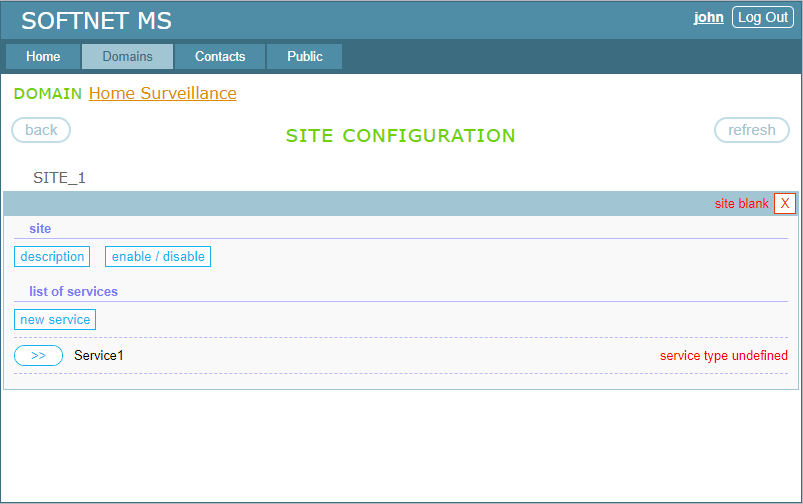 SOFTNET MS
john Log Out
Home Domains Contacts Public
DOMAIN Home Surveillance
back SITE CONFIGURATION refresh
SITE_1
site blank X
site
description enable / disable
list of services
new service
>> Service1 service type undefined